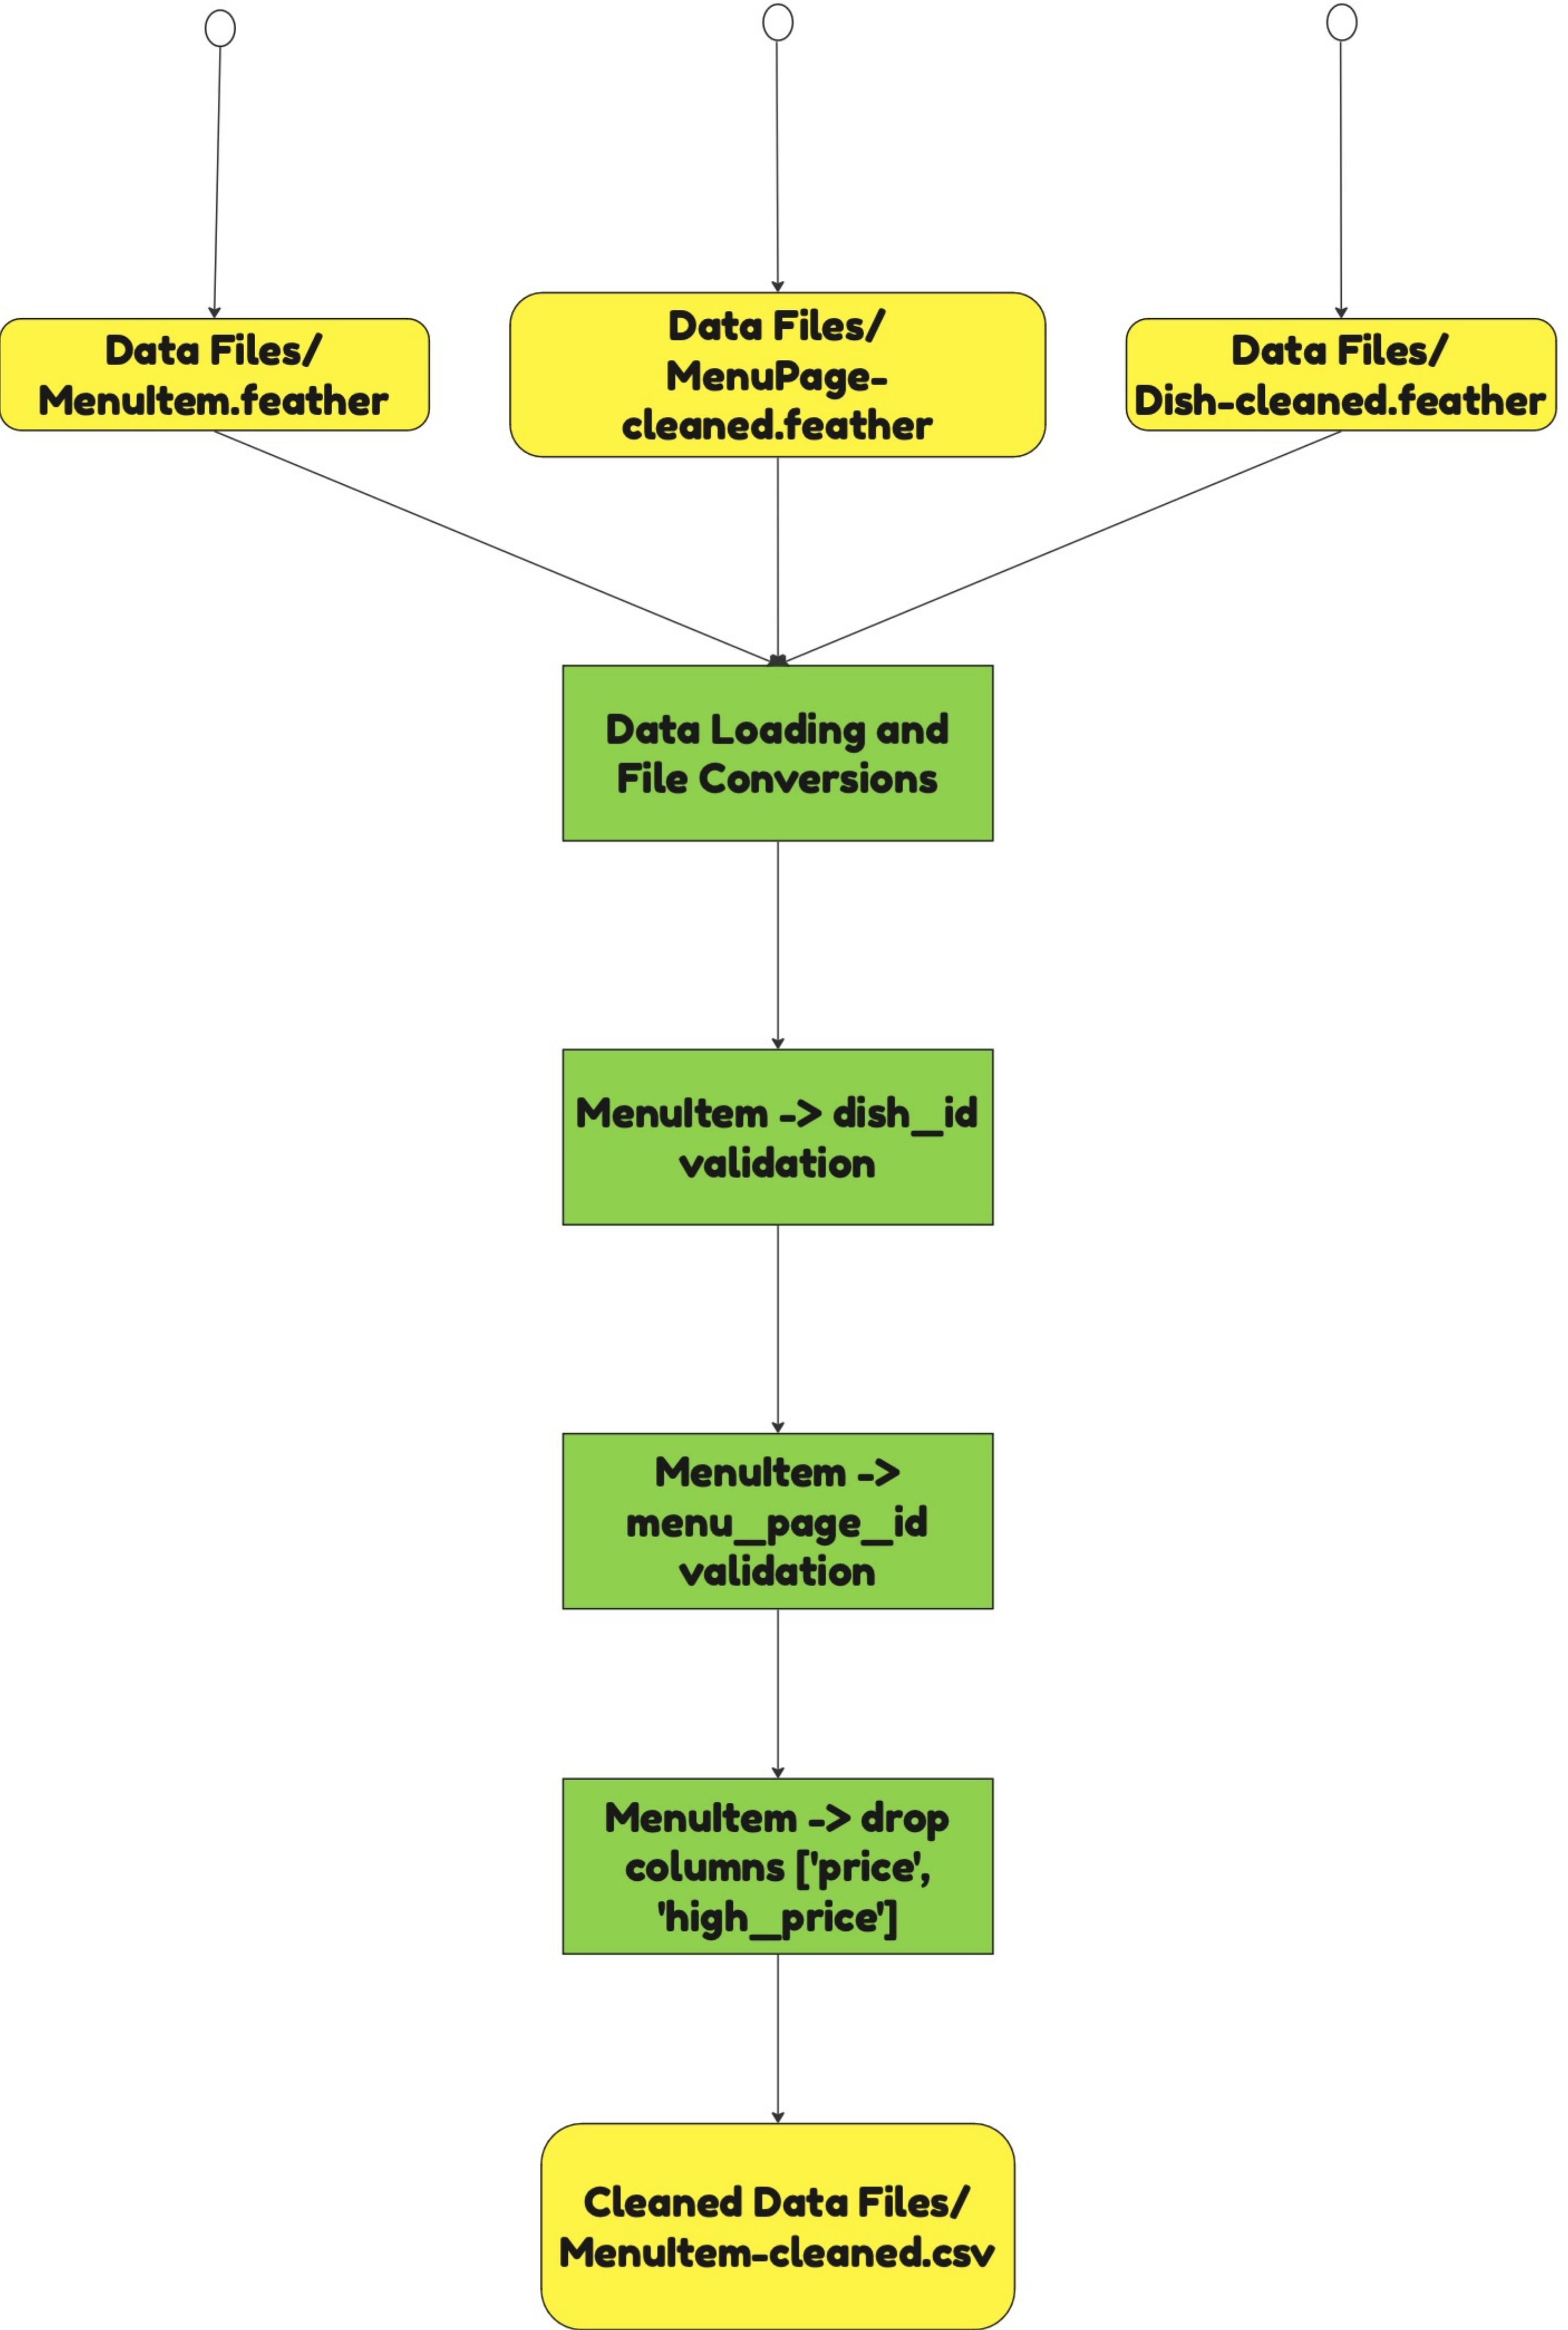 Data Files/
MenuItem.feather
Data Files/
MenuPage-
cleaned.feather
Data Files/
Dish-cleaned.feather
Data Loading and
File Conversions
MenuItem -> dish_id
validation
MenuItem ->
menu_page_id
validation
MenuItem -> drop
columns ['price',
'high_price']
Cleaned Data Files/
MenuItem-cleaned.csv